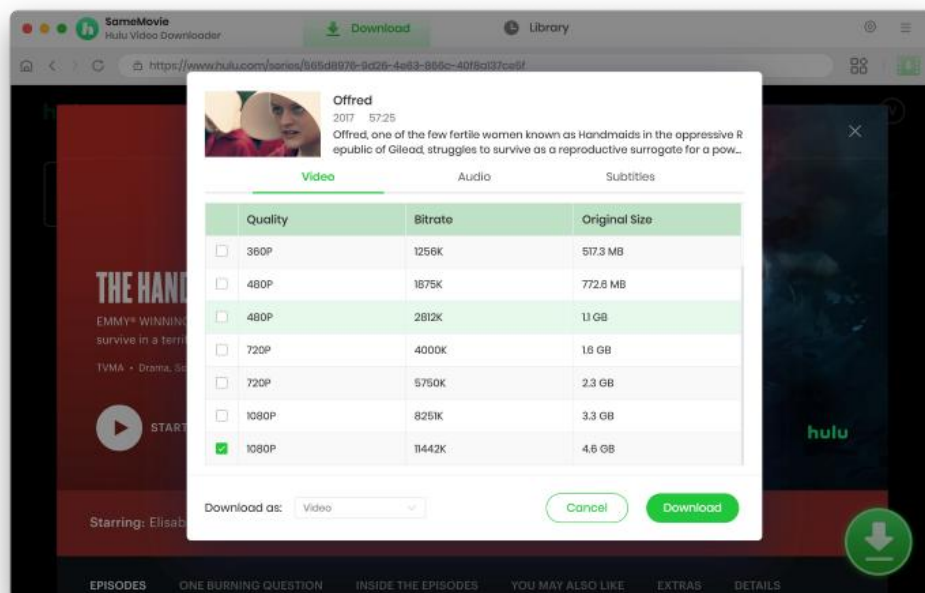 SameMovie
Hulu Video Downloader
Download
Library
https://www.hulu.com/series/565d8976-9d26-4e63-866c-40f8a137ce5f
Offred
2017 57:25
Offred, one of the few fertile women known as Handmaids in the oppressive R
epublic of Gilead, struggles to survive as a reproductive surrogate for a pow...
Video Audio Subtitles
Quality Bitrate Original Size
360P 1256K 517.3 MB
480P 1875K 772.6 MB
480P 2812K 1.1 GB
720P 4000K 1.6 GB
720P 5750K 2.3 GB
1080P 8251K 3.3 GB
1080P 11442K 4.6 GB
Download as: Video
Cancel
Download
THE HAND
EMMY® WINNING
survive in a terri
TVMA • Drama,
START
hulu
Starring: Elisab
EPISODES ONE BURNING QUESTION INSIDE THE EPISODES YOU MAY ALSO LIKE EXTRAS DETAILS